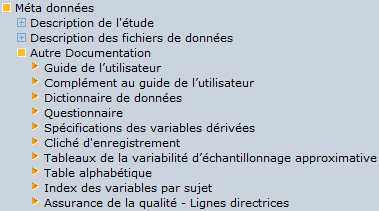 Méta données
Description de l'étude
Description des fichiers de données
Autre Documentation
Guide de l’utilisateur
Complément au guide de l’utilisateur
Dictionnaire de données
Questionnaire
Spécifications des variables dérivées
Cliché d'enregistrement
Tableaux de la variabilité d’échantillonnage approximative
Table alphabétique
Index des variables par sujet
Assurance de la qualité - Lignes directrices